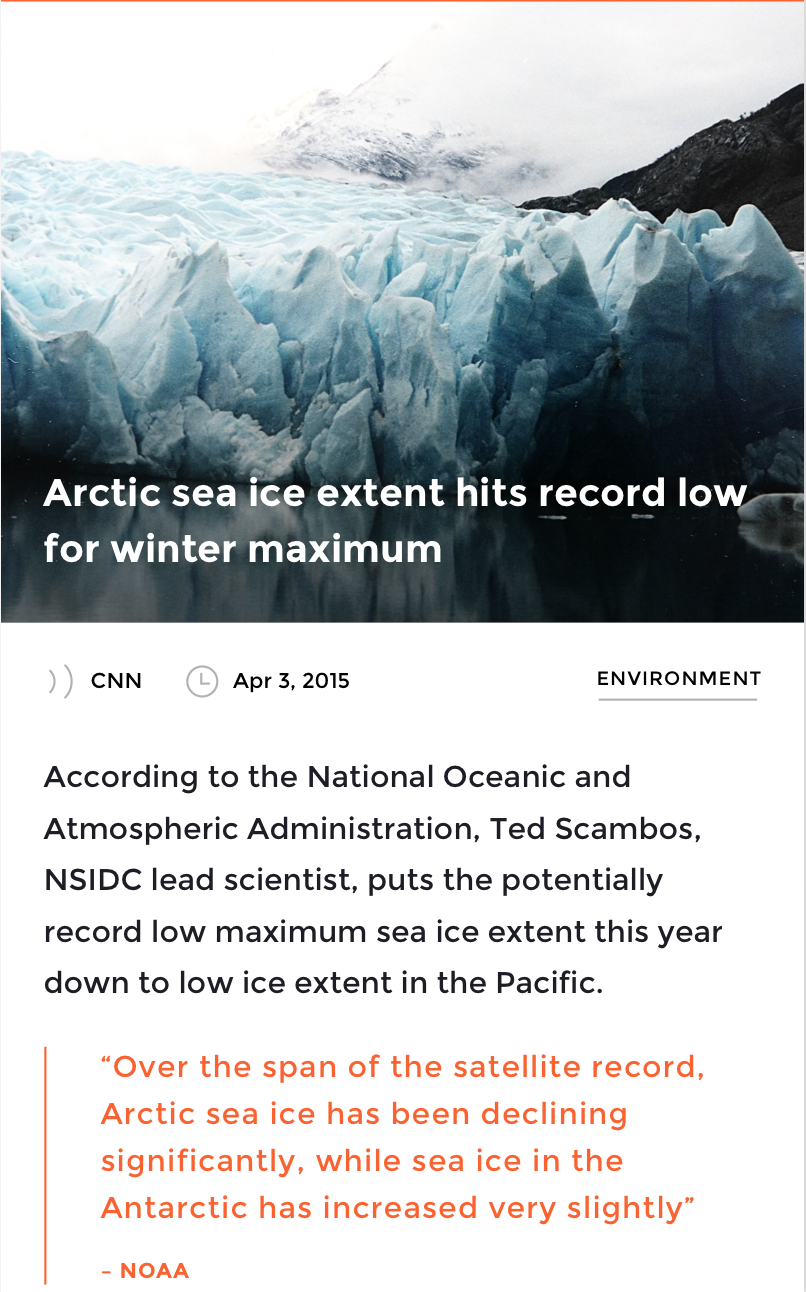 Arctic sea ice extent hits record low
for winter maximum
CNN
Apr 3, 2015
ENVIRONMENT
According to the National Oceanic and
Atmospheric Administration, Ted Scambos,
NSIDC lead scientist, puts the potentially
record low maximum sea ice extent this year
down to low ice extent in the Pacific.
“Over the span of the satellite record,
Arctic sea ice has been declining
significantly, while sea ice in the
Antarctic has increased very slightly”
– NOAA